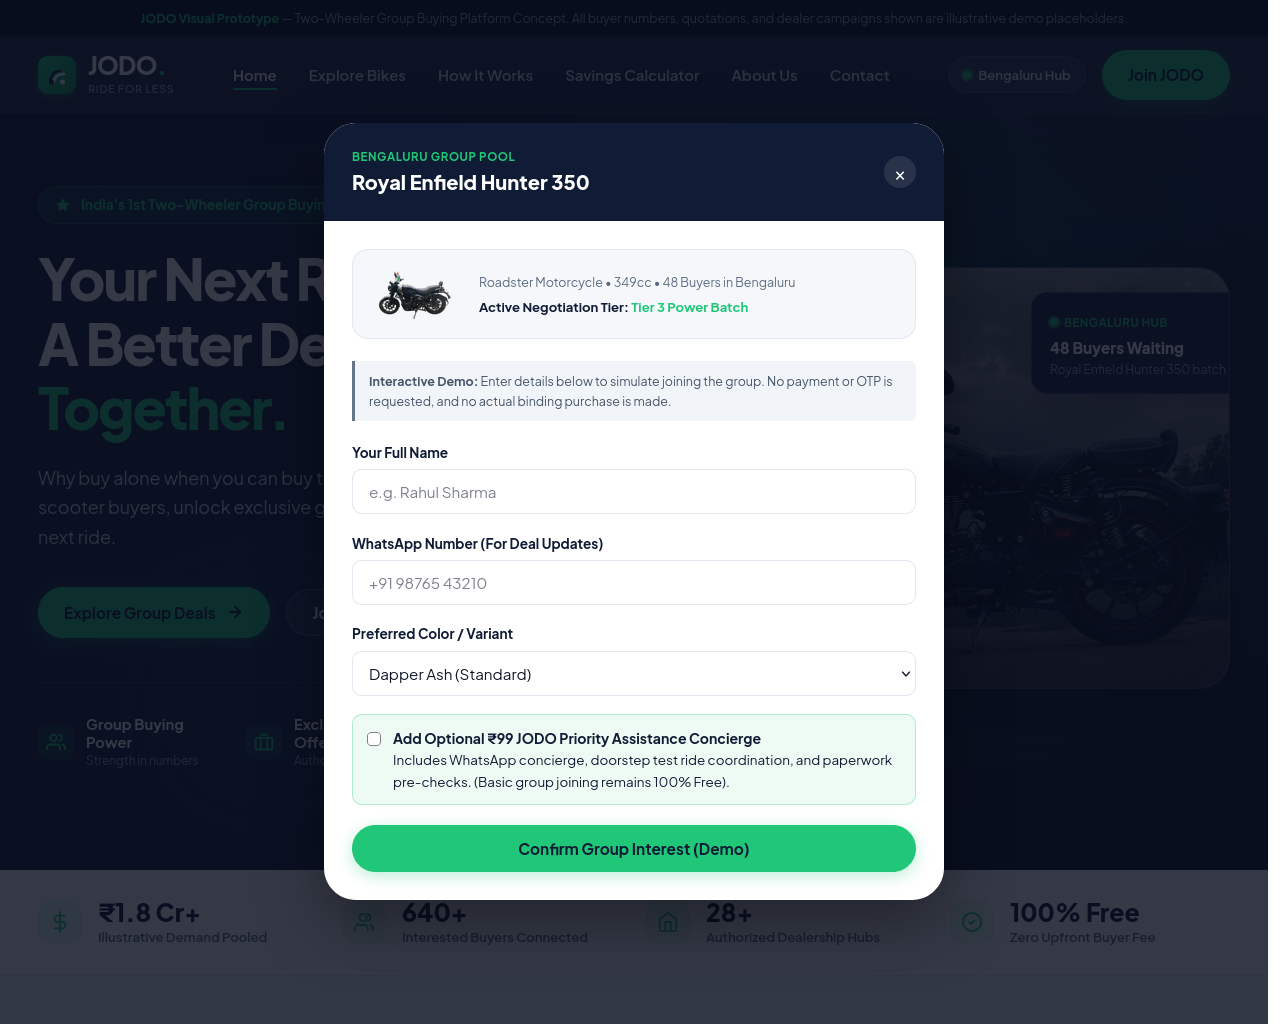 JODO Visual Prototype — Two-Wheeler Group Buying Platform Concept. All buyer numbers, quotations, and dealer campaigns shown are illustrative demo placeholders.
JODO.
RIDE FOR LESS
Home
Explore Bikes
How It Works
Savings Calculator
About Us
Contact
Bengaluru Hub
Join JODO
BENGALURU GROUP POOL
Royal Enfield Hunter 350
×
Roadster Motorcycle • 349cc • 48 Buyers in Bengaluru
Active Negotiation Tier: Tier 3 Power Batch
Interactive Demo: Enter details below to simulate joining the group. No payment or OTP is
requested, and no actual binding purchase is made.
Your Full Name
e.g. Rahul Sharma
WhatsApp Number (For Deal Updates)
+91 98765 43210
Preferred Color / Variant
Dapper Ash (Standard)
Add Optional ₹99 JODO Priority Assistance Concierge
Includes WhatsApp concierge, doorstep test ride coordination, and paperwork
pre-checks. (Basic group joining remains 100% Free).
Confirm Group Interest (Demo)
India's 1st Two-Wheeler Group
Your Next
A Better
Together.
Why buy alone when you can buy
scooter buyers, unlock exclusive
next ride.
Explore Group Deals →
Group Buying
Power
Strength in numbers
BENGALURU HUB
48 Buyers Waiting
Royal Enfield Hunter 350 batch
₹1.8 Cr+
Illustrative Demand Pooled
640+
Interested Buyers Connected
28+
Authorized Dealership Hubs
100% Free
Zero Upfront Buyer Fee